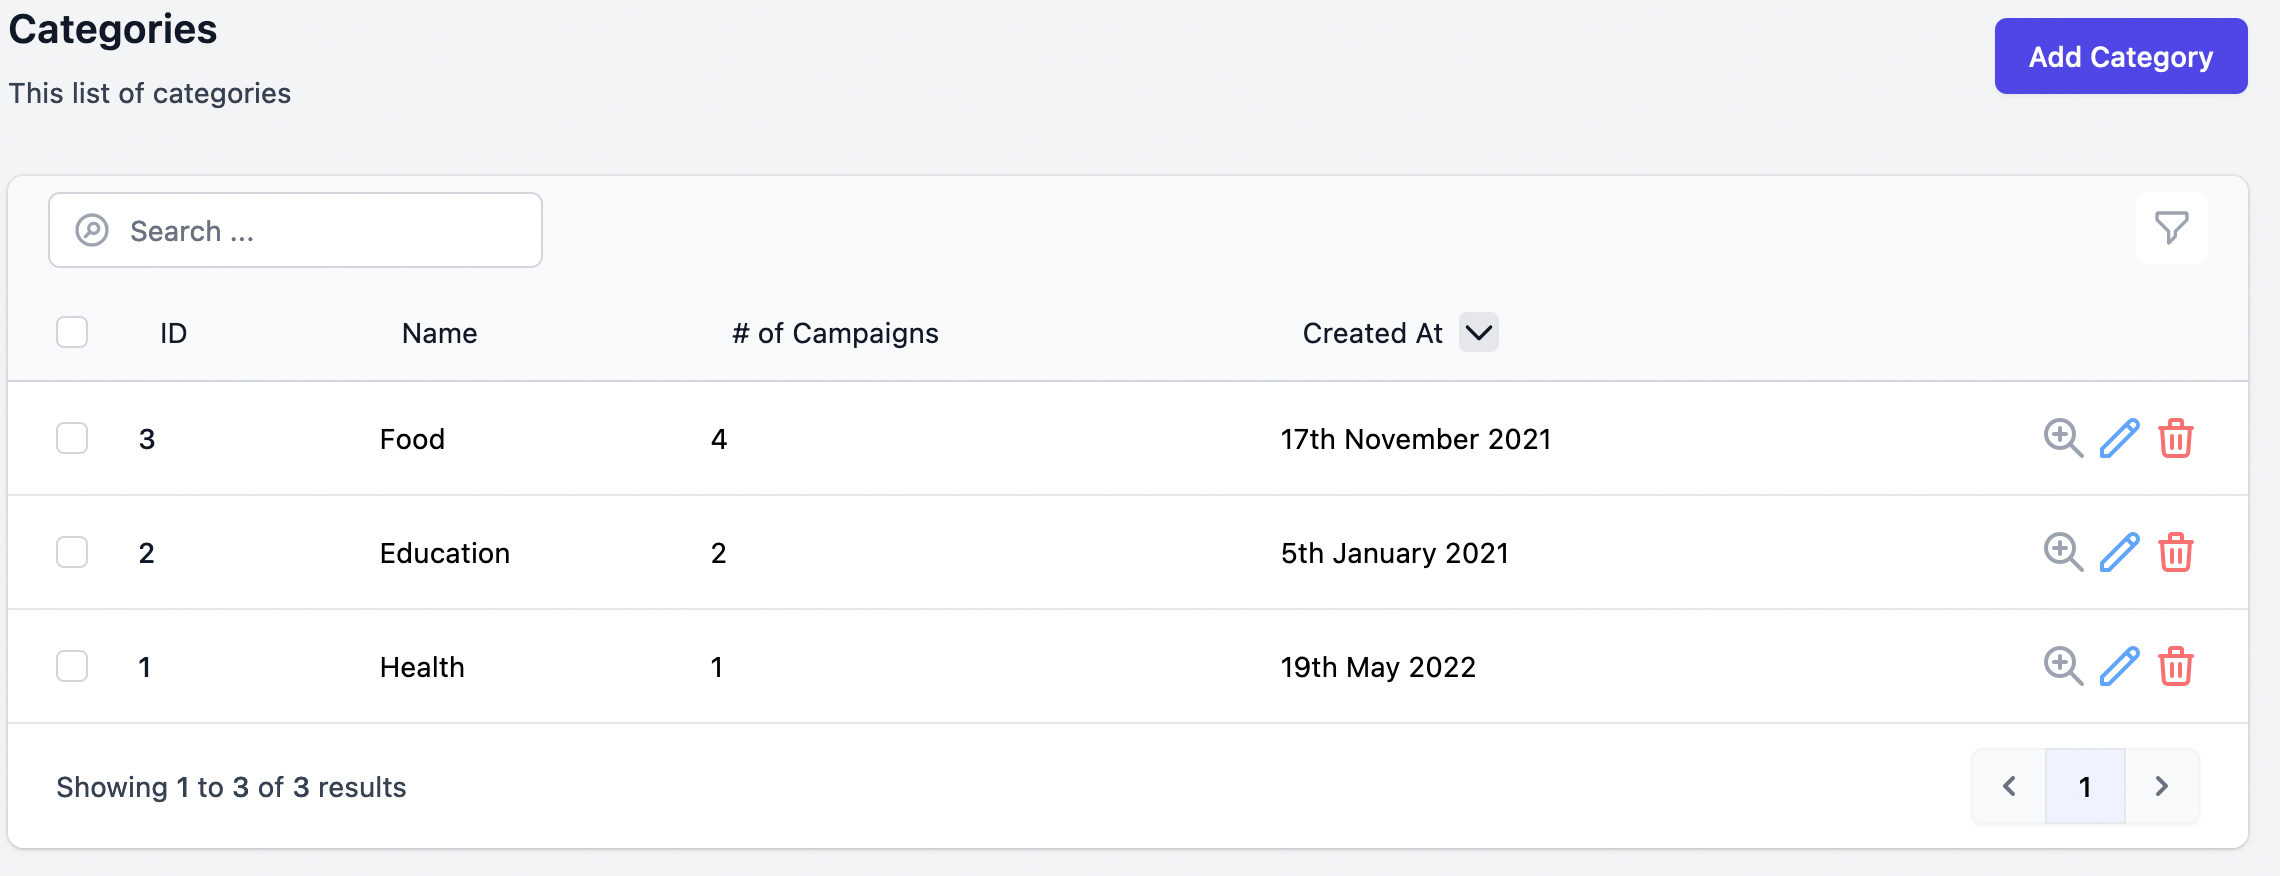 Categories
Add Category
This list of categories
Search ...
ID Name # of Campaigns Created At
3 Food 4 17th November 2021
2 Education 2 5th January 2021
1 Health 1 19th May 2022
Showing 1 to 3 of 3 results
1